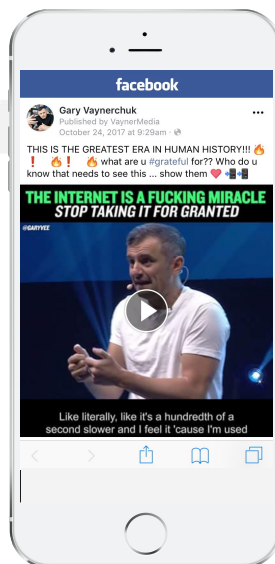 facebook
Gary Vaynerchuk
Published by VaynerMedia
October 24, 2017 at 9:29am ·
THIS IS THE GREATEST ERA IN HUMAN HISTORY!!! 🔥
❗ 🔥❗ 🔥 what are u #grateful for?? Who do u
know that needs to see this ... show them ❤️ 📲📲
THE INTERNET IS A FUCKING MIRACLE
STOP TAKING IT FOR GRANTED
@GARYVEE
Like literally, like it's a hundredth of a
second slower and I feel it 'cause I'm used